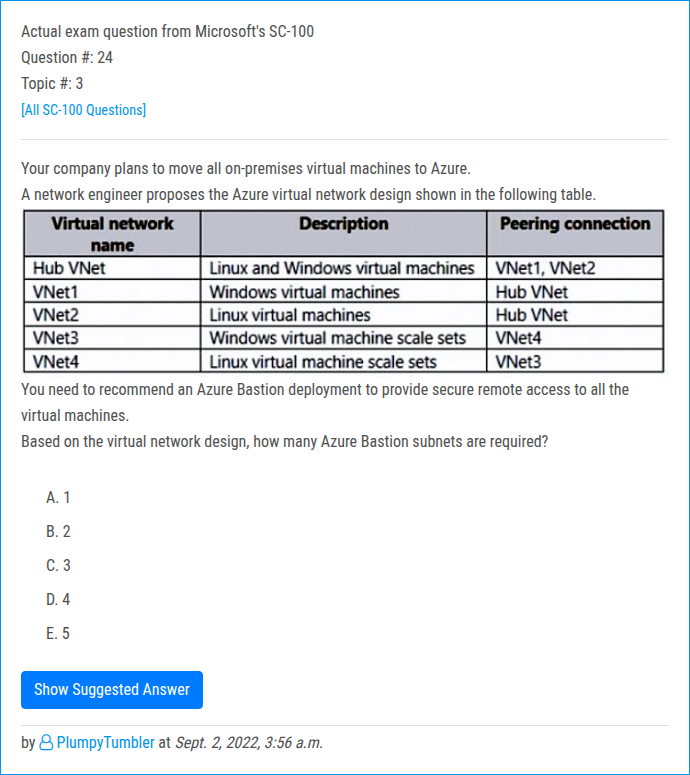 Actual exam question from Microsoft's SC-100
Question #: 24
Topic #: 3
[All SC-100 Questions]
Your company plans to move all on-premises virtual machines to Azure.
A network engineer proposes the Azure virtual network design shown in the following table.
Virtual network name | Description | Peering connection
Hub VNet | Linux and Windows virtual machines | VNet1, VNet2
VNet1 | Windows virtual machines | Hub VNet
VNet2 | Linux virtual machines | Hub VNet
VNet3 | Windows virtual machine scale sets | VNet4
VNet4 | Linux virtual machine scale sets | VNet3
You need to recommend an Azure Bastion deployment to provide secure remote access to all the
virtual machines.
Based on the virtual network design, how many Azure Bastion subnets are required?
A. 1
B. 2
C. 3
D. 4
E. 5
Show Suggested Answer
by PlumpyTumbler at Sept. 2, 2022, 3:56 a.m.